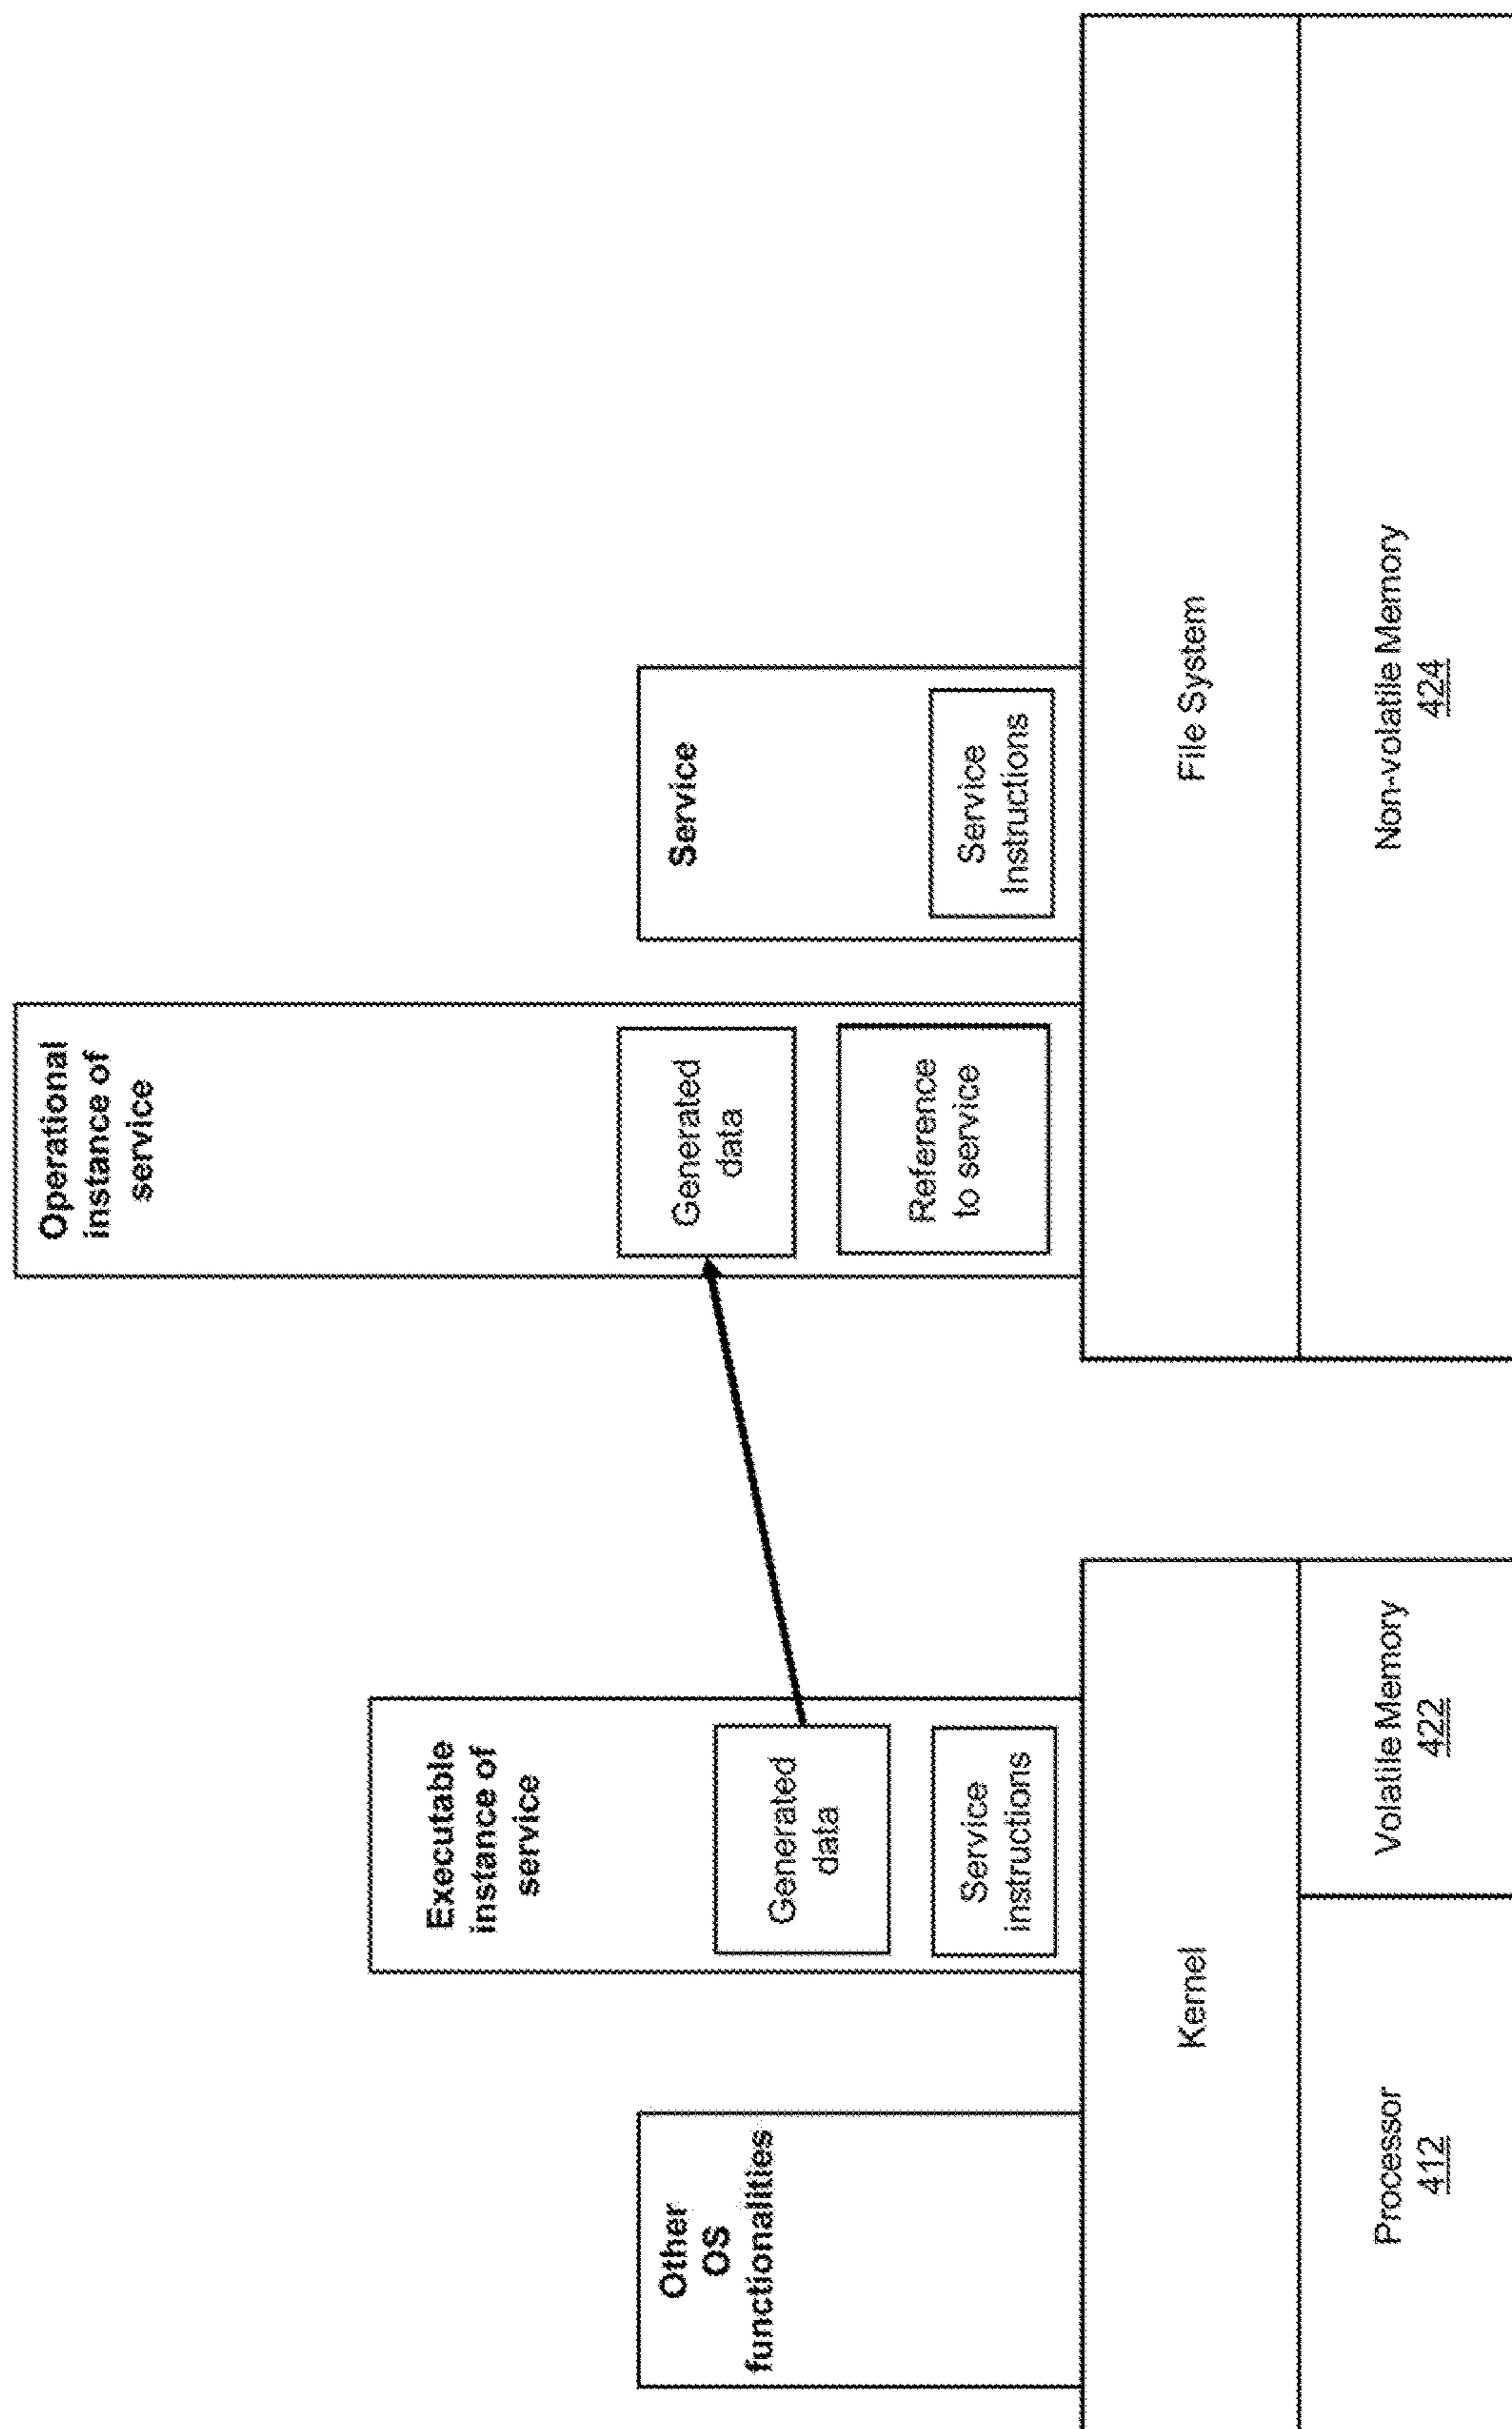 Other
OS
functionalities
Executable
instance of
service
Generated
data
Service
instructions
Kernel
Processor
412
Volatile Memory
422
Operational
instance of
service
Generated
data
Reference
to service
Service
Service
Instructions
File System
Non-volatile Memory
424